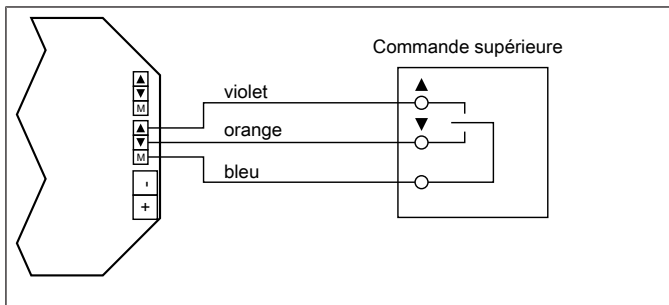 Commande supérieure
▲
▼
M
▲
▼
M
-
+
violet
orange
bleu
▲
▼